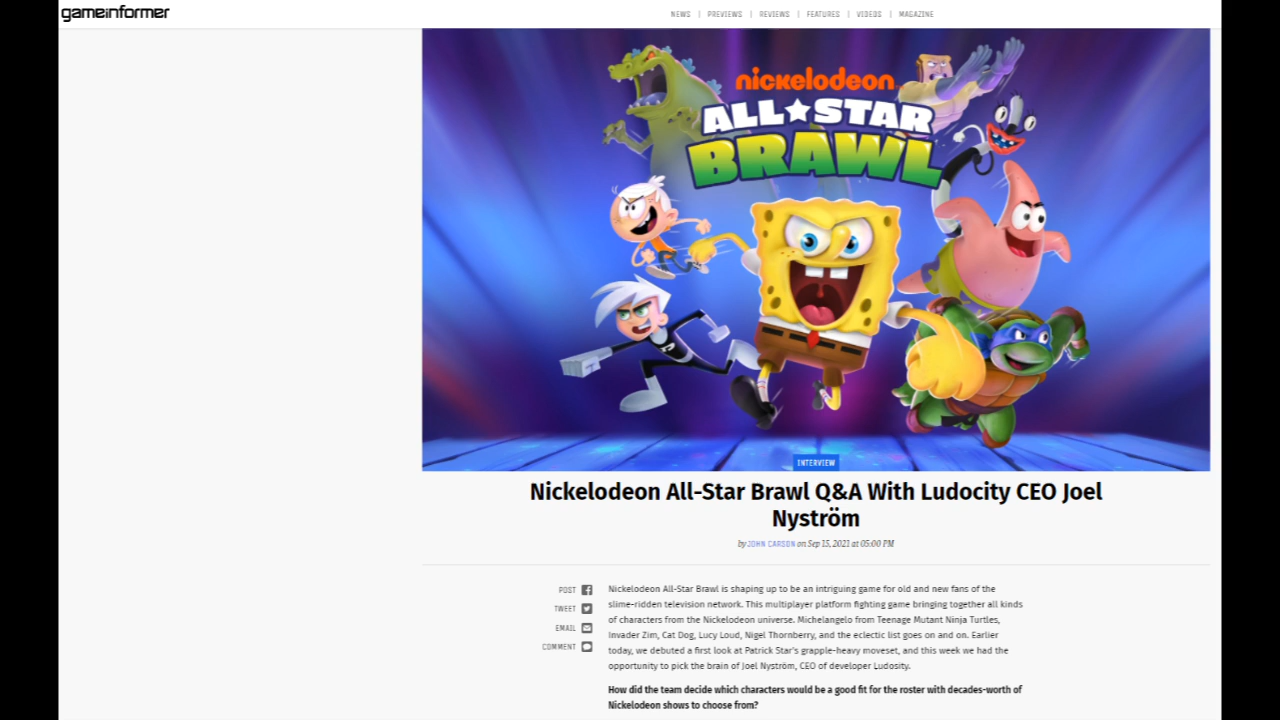 gameinformer
NEWS | PREVIEWS | REVIEWS | FEATURES | VIDEOS | MAGAZINE
nickelodeon
ALL★STAR
BRAWL
INTERVIEW
Nickelodeon All-Star Brawl Q&A With Ludocity CEO Joel
Nyström
by JOHN CARSON on Sep 15, 2021 at 05:00 PM
POST
TWEET
EMAIL
COMMENT
Nickelodeon All-Star Brawl is shaping up to be an intriguing game for old and new fans of the
slime-ridden television network. This multiplayer platform fighting game bringing together all kinds
of characters from the Nickelodeon universe. Michelangelo from Teenage Mutant Ninja Turtles,
Invader Zim, Cat Dog, Lucy Loud, Nigel Thornberry, and the eclectic list goes on and on. Earlier
today, we debuted a first look at Patrick Star's grapple-heavy moveset, and this week we had the
opportunity to pick the brain of Joel Nyström, CEO of developer Ludosity.
How did the team decide which characters would be a good fit for the roster with decades-worth of
Nickelodeon shows to choose from?